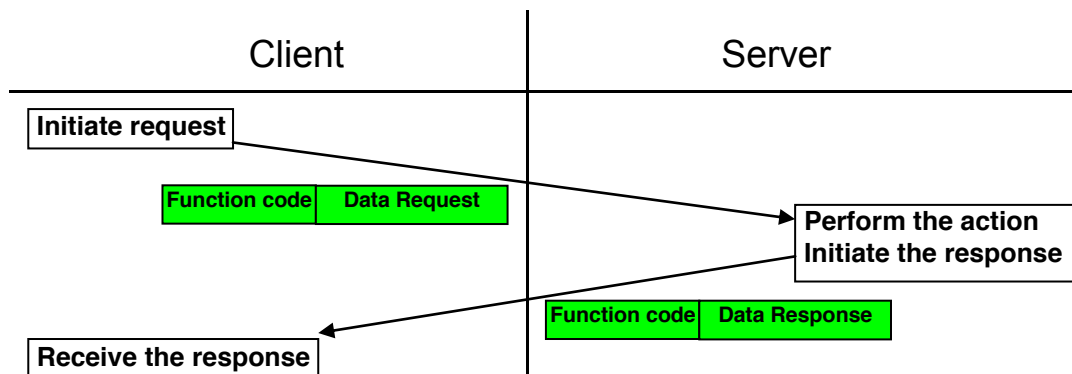 Client
Server
Initiate request
Function code Data Request
Perform the action
Initiate the response
Function code Data Response
Receive the response